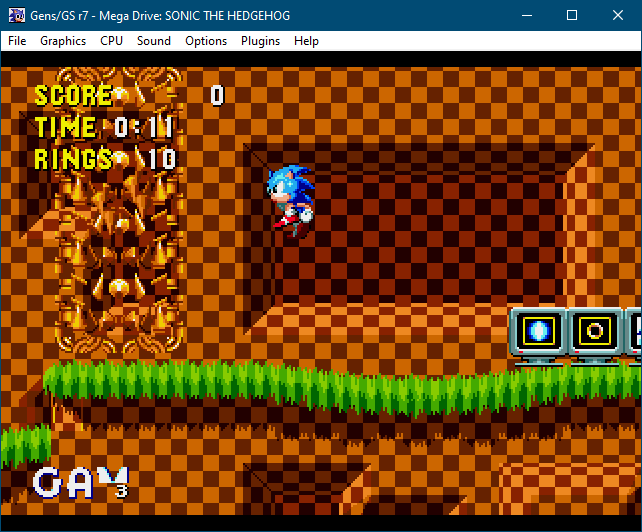 Gens/GS r7 - Mega Drive: SONIC THE HEDGEHOG
File Graphics CPU Sound Options Plugins Help
SCORE 0
TIME 0:11
RINGS 10
GA
3